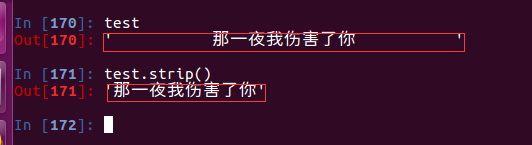 In [170]: test
Out[170]: '          那一夜我伤害了你          '
In [171]: test.strip()
Out[171]: '那一夜我伤害了你'
In [172]: